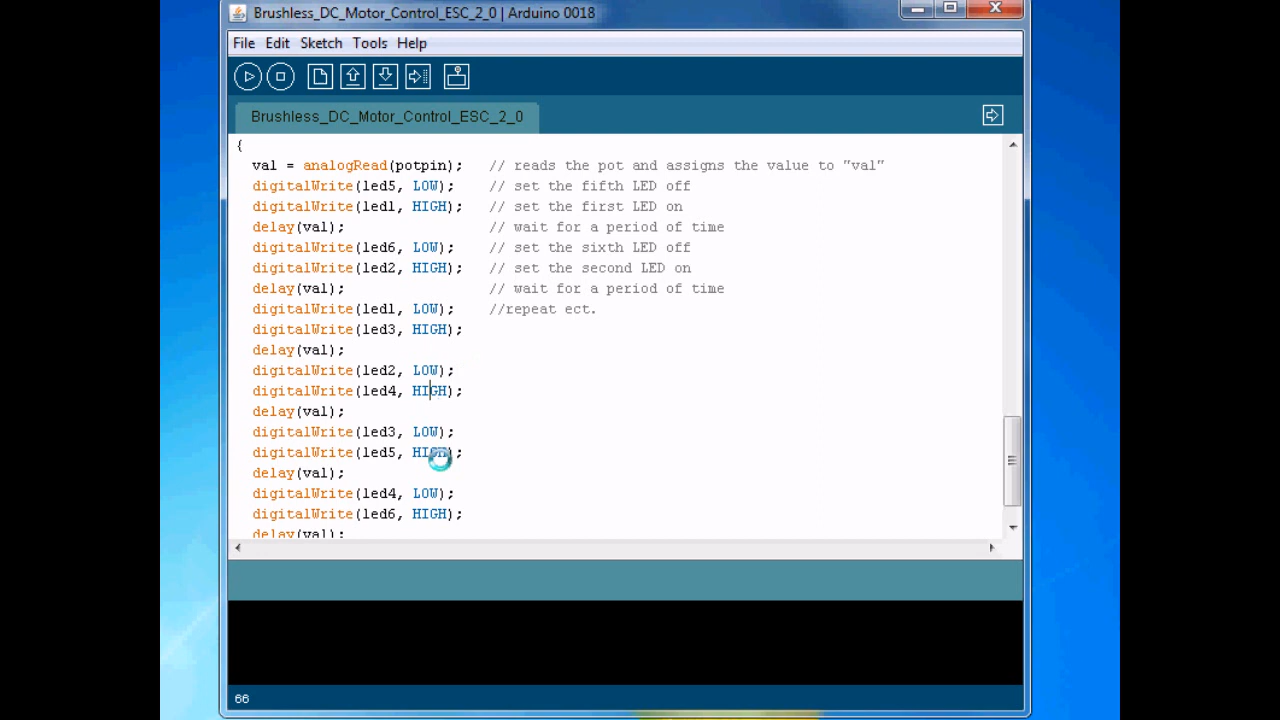 Brushless_DC_Motor_Control_ESC_2_0 | Arduino 0018
File Edit Sketch Tools Help
Brushless_DC_Motor_Control_ESC_2_0
{
val = analogRead(potpin); // reads the pot and assigns the value to "val"
digitalWrite(led5, LOW); // set the fifth LED off
digitalWrite(led1, HIGH); // set the first LED on
delay(val); // wait for a period of time
digitalWrite(led6, LOW); // set the sixth LED off
digitalWrite(led2, HIGH); // set the second LED on
delay(val); // wait for a period of time
digitalWrite(led1, LOW); //repeat ect.
digitalWrite(led3, HIGH);
delay(val);
digitalWrite(led2, LOW);
digitalWrite(led4, HIGH);
delay(val);
digitalWrite(led3, LOW);
digitalWrite(led5, HIGH);
delay(val);
digitalWrite(led4, LOW);
digitalWrite(led6, HIGH);
delay(val);
66